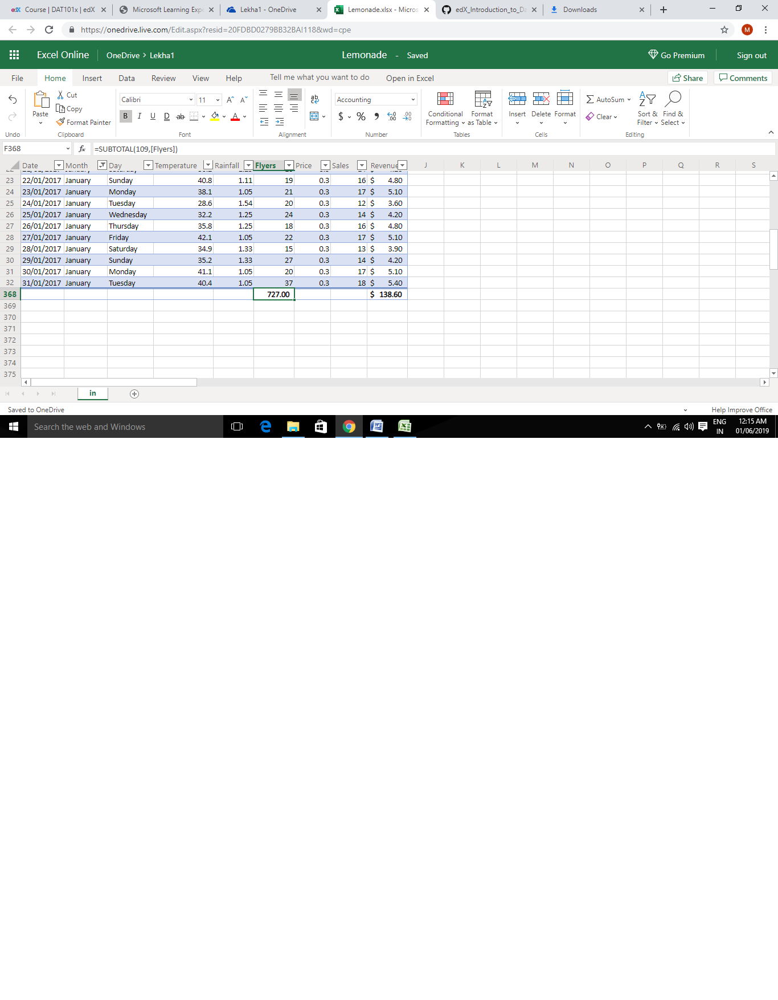 Course | DAT101x | edX
Microsoft Learning Exp
Lekha1 - OneDrive
Lemonade.xlsx - Micros
edX_Introduction_to_Da
Downloads
https://onedrive.live.com/Edit.aspx?resid=20FDBD0279BB32BA!118&wd=cpe
M
Excel Online
OneDrive > Lekha1
Lemonade - Saved
Go Premium
Sign out
File Home Insert Data Review View Help Tell me what you want to do Open in Excel
Share
Comments
Paste
Cut
Copy
Format Painter
Calibri 11
B I U D ab
ab
Accounting
$ % , .00 .00
Conditional Formatting
Format as Table
Insert Delete Format
AutoSum
Clear
Sort & Filter
Find & Select
Undo Clipboard Font Alignment Number Tables Cells Editing
F368 fx =SUBTOTAL(109,[Flyers])
Date Month Day Temperature Rainfall Flyers Price Sales Revenue J K L M N O P Q R S
23 22/01/2017 January Sunday 40.8 1.11 19 0.3 16 $ 4.80
24 23/01/2017 January Monday 38.1 1.05 21 0.3 17 $ 5.10
25 24/01/2017 January Tuesday 28.6 1.54 20 0.3 12 $ 3.60
26 25/01/2017 January Wednesday 32.2 1.25 24 0.3 14 $ 4.20
27 26/01/2017 January Thursday 35.8 1.25 18 0.3 16 $ 4.80
28 27/01/2017 January Friday 42.1 1.05 22 0.3 17 $ 5.10
29 28/01/2017 January Saturday 34.9 1.33 15 0.3 13 $ 3.90
30 29/01/2017 January Sunday 35.2 1.33 27 0.3 14 $ 4.20
31 30/01/2017 January Monday 41.1 1.05 20 0.3 17 $ 5.10
32 31/01/2017 January Tuesday 40.4 1.05 37 0.3 18 $ 5.40
368 727.00 $ 138.60
369
370
371
372
373
374
375
in
Saved to OneDrive
Help Improve Office
Search the web and Windows
ENG
IN
12:15 AM
01/06/2019